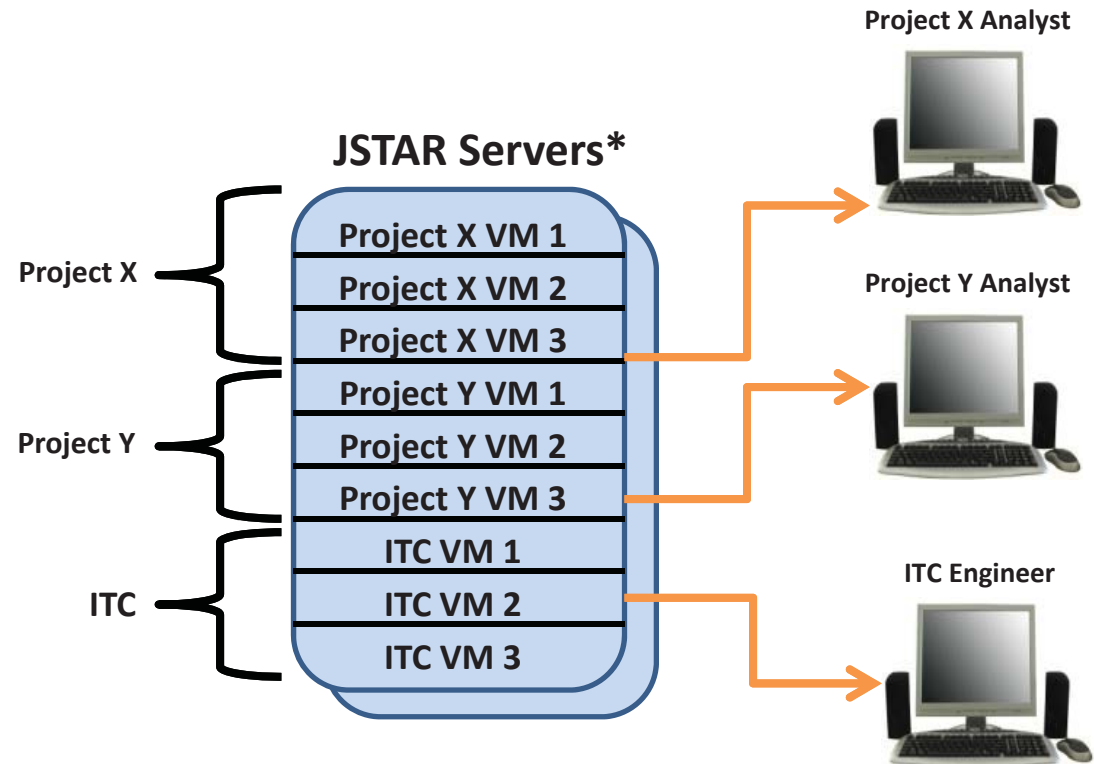 Project X Analyst
JSTAR Servers*
Project X VM 1
Project X VM 2
Project X VM 3
Project Y VM 1
Project Y VM 2
Project Y VM 3
ITC VM 1
ITC VM 2
ITC VM 3
Project X
Project Y
ITC
Project Y Analyst
ITC Engineer